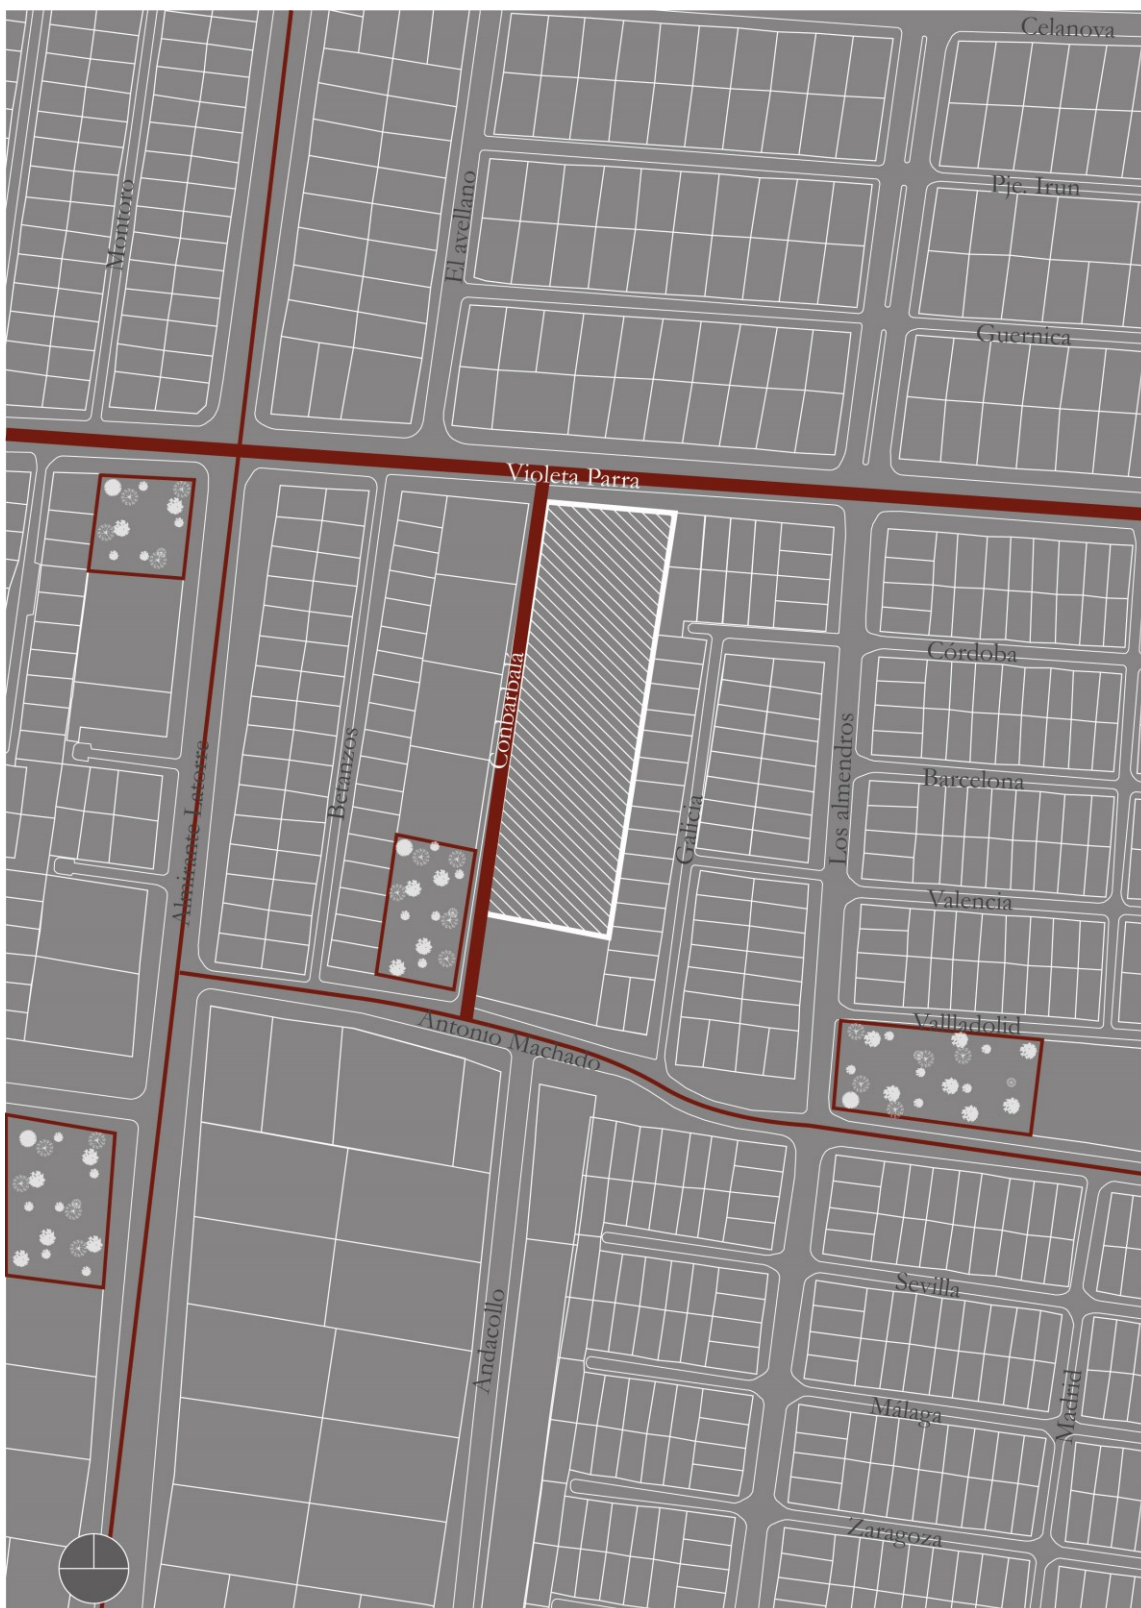 Celanova
Pje. Irun
Montoro
El avellano
Guernica
Violeta Parra
Córdoba
Conbarbalá
Almirante Latorre
Betanzos
Los almendros
Barcelona
Galicia
Valencia
Vallladolid
Antonio Machado
Sevilla
Andacollo
Madrid
Málaga
Zaragoza